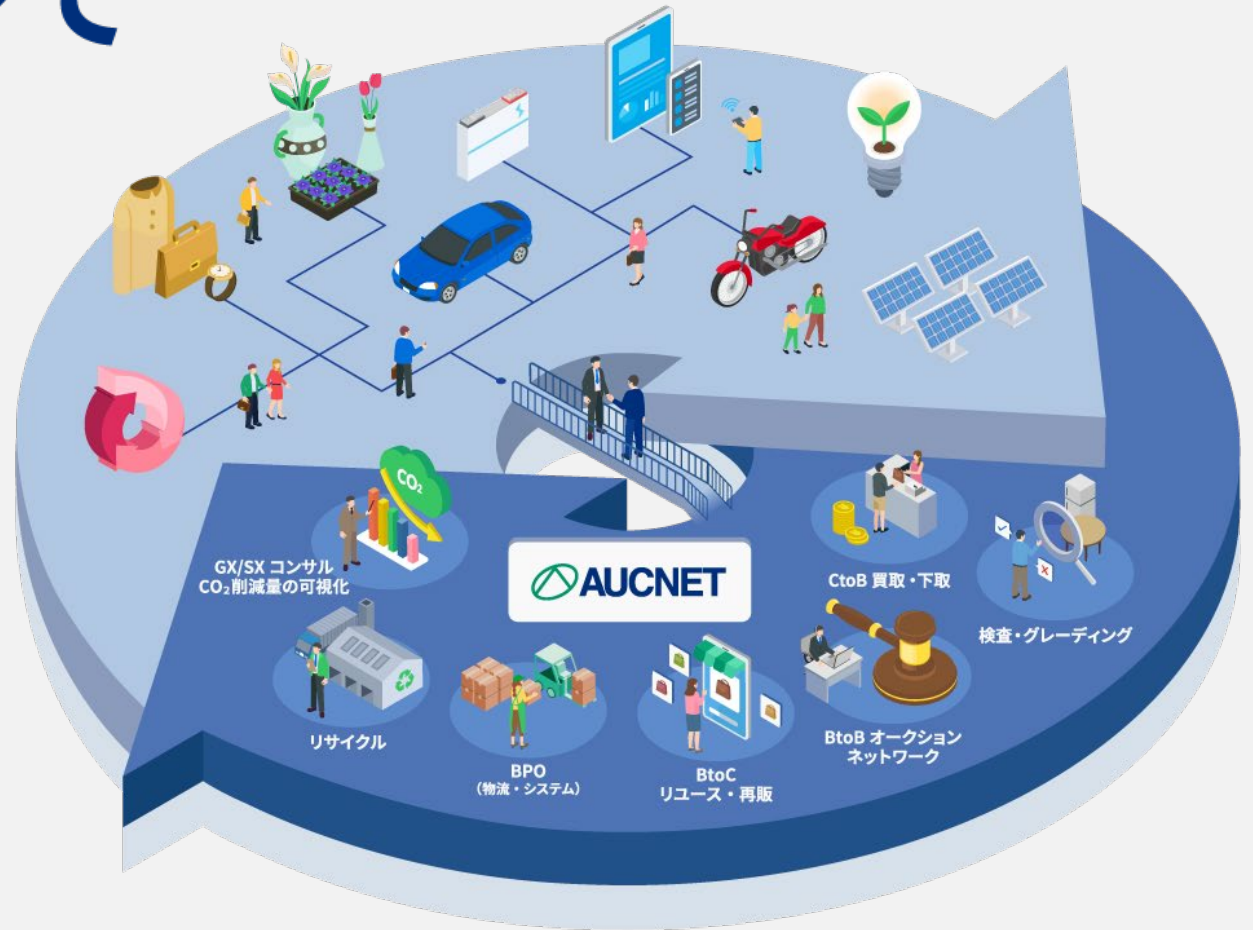 CO₂
GX/SX コンサル
CO₂削減量の可視化
AUCNET
CtoB 買取・下取
検査・グレーディング
リサイクル
BPO
（物流・システム）
BtoC
リユース・再販
BtoB オークション
ネットワーク